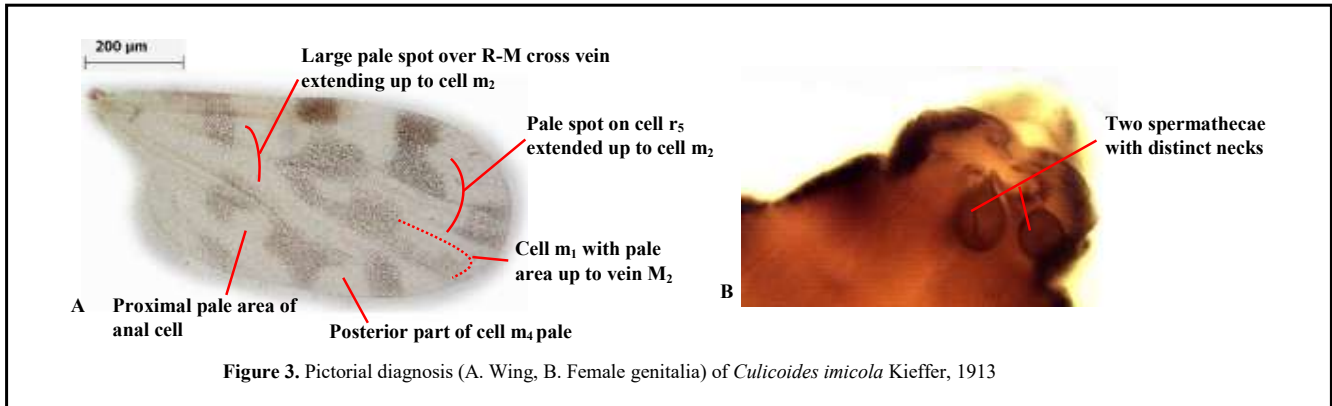 200 µm
Large pale spot over R-M cross vein
extending up to cell m₂
Pale spot on cell r₅
extended up to cell m₂
Cell m₁ with pale
area up to vein M₂
A
Proximal pale area of
anal cell
Posterior part of cell m₄ pale
Two spermathecae
with distinct necks
B
Figure 3. Pictorial diagnosis (A. Wing, B. Female genitalia) of Culicoides imicola Kieffer, 1913